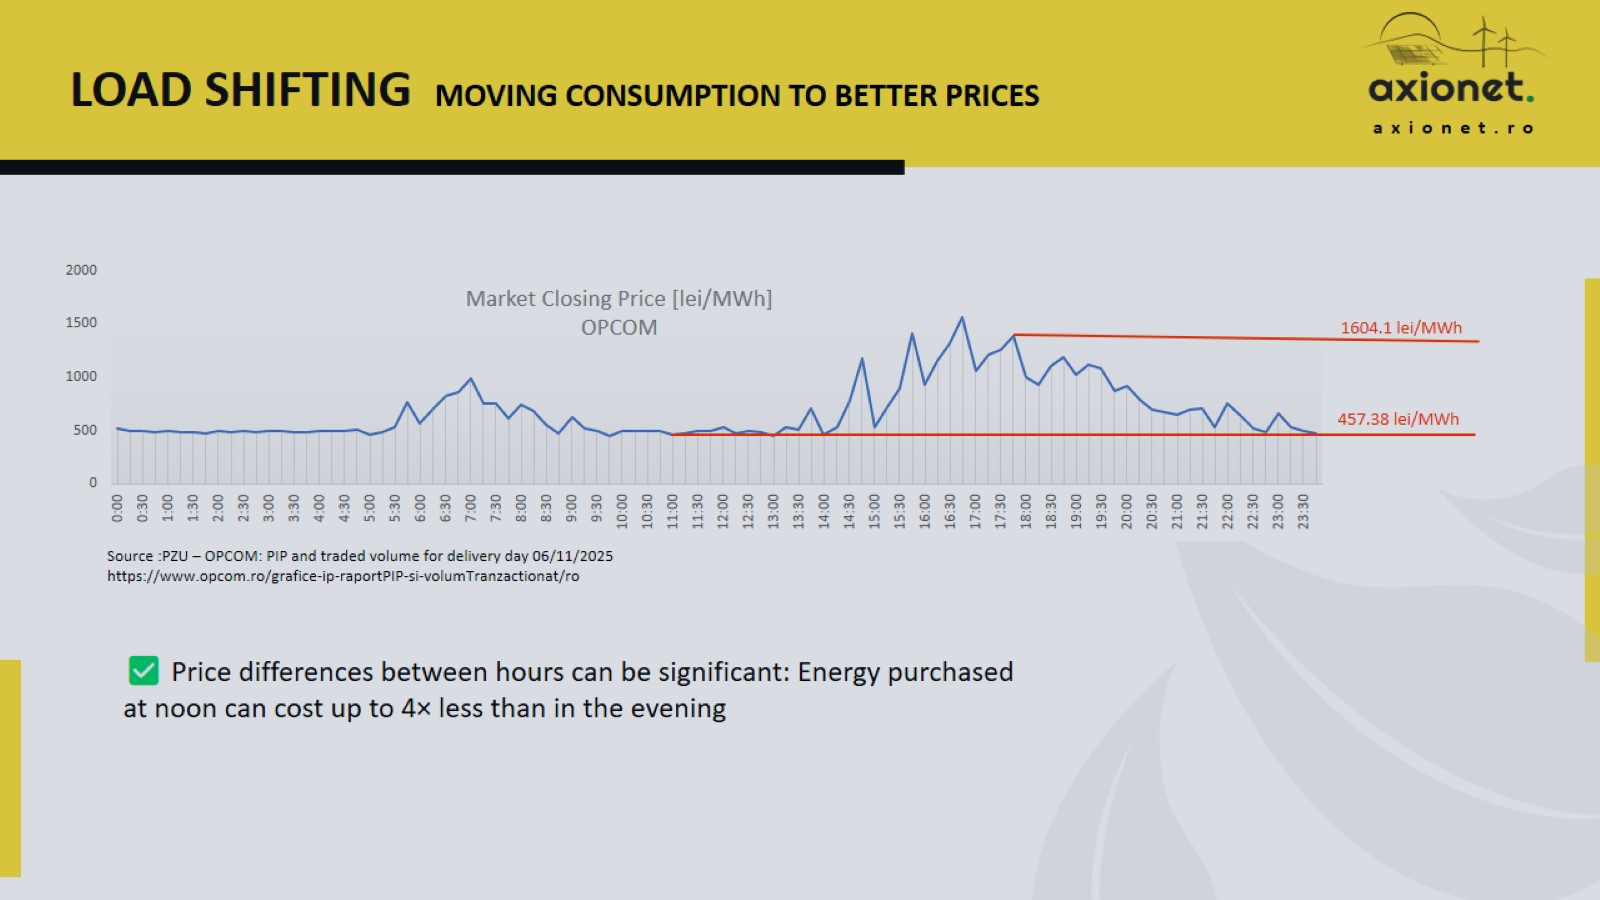 LOAD SHIFTING MOVING CONSUMPTION TO BETTER PRICES
axionet.
axionet.ro
2000
1500
1000
500
0
Market Closing Price [lei/MWh]
OPCOM
1604.1 lei/MWh
457.38 lei/MWh
0:00 0:30 1:00 1:30 2:00 2:30 3:00 3:30 4:00 4:30 5:00 5:30 6:00 6:30 7:00 7:30 8:00 8:30 9:00 9:30 10:00 10:30 11:00 11:30 12:00 12:30 13:00 13:30 14:00 14:30 15:00 15:30 16:00 16:30 17:00 17:30 18:00 18:30 19:00 19:30 20:00 20:30 21:00 21:30 22:00 22:30 23:00 23:30
Source :PZU – OPCOM: PIP and traded volume for delivery day 06/11/2025
https://www.opcom.ro/grafice-ip-raportPIP-si-volumTranzactionat/ro
✅ Price differences between hours can be significant: Energy purchased
at noon can cost up to 4× less than in the evening